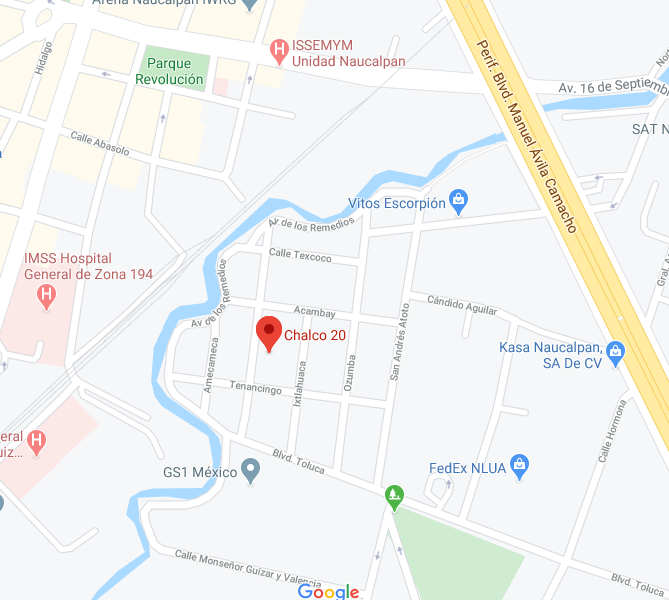 Arena Naucalpan IWRG
Hidalgo
ISSEMYM
Unidad Naucalpan
Parque
Revolución
Perif. Blvd. Manuel Ávila Camacho
Av. 16 de Septiembre
SAT N
Calle Abasolo
Vitos Escorpión
Av de los Remedios
Calle Texcoco
IMSS Hospital
General de Zona 194
Av de los Remedios
Acambay
Cándido Aguilar
Gral. A
Chalco 20
San Andrés Atoto
Kasa Naucalpan,
SA De CV
Amecameca
Ixtlahuaca
Ozumba
Tenancingo
Calle Hormona
neral
uiz...
GS1 México
Blvd. Toluca
FedEx NLUA
Calle Monseñor Guizar y Valencia
Blvd. Toluca
Google